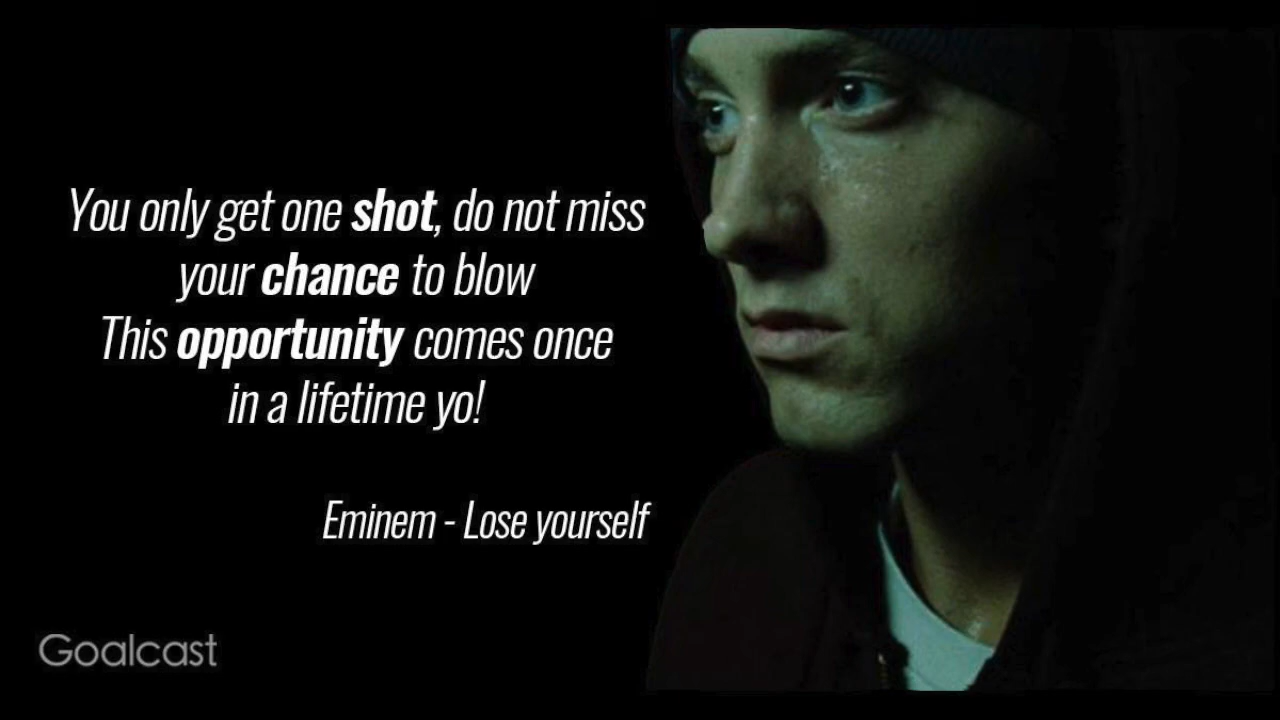 You only get one shot, do not miss
your chance to blow
This opportunity comes once
in a lifetime yo!
Eminem - Lose yourself
Goalcast